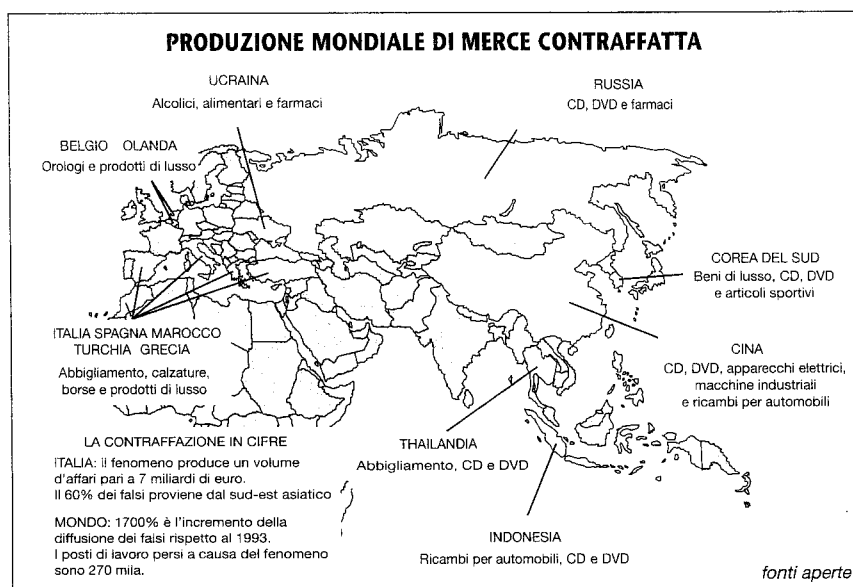 PRODUZIONE MONDIALE DI MERCE CONTRAFFATTA
UCRAINA
Alcolici, alimentari e farmaci
RUSSIA
CD, DVD e farmaci
BELGIO OLANDA
Orologi e prodotti di lusso
COREA DEL SUD
Beni di lusso, CD, DVD
e articoli sportivi
ITALIA SPAGNA MAROCCO
TURCHIA GRECIA
Abbigliamento, calzature,
borse e prodotti di lusso
CINA
CD, DVD, apparecchi elettrici,
macchine industriali
e ricambi per automobili
THAILANDIA
Abbigliamento, CD e DVD
INDONESIA
Ricambi per automobili, CD e DVD
LA CONTRAFFAZIONE IN CIFRE
ITALIA: il fenomeno produce un volume
d'affari pari a 7 miliardi di euro.
Il 60% dei falsi proviene dal sud-est asiatico
MONDO: 1700% è l'incremento della
diffusione dei falsi rispetto al 1993.
I posti di lavoro persi a causa del fenomeno
sono 270 mila.
fonti aperte